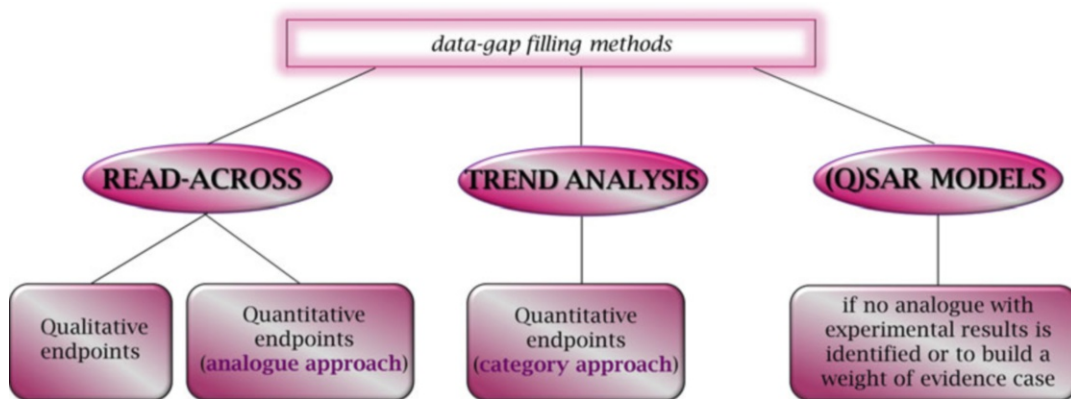 data-gap filling methods
READ-ACROSS
TREND ANALYSIS
(Q)SAR MODELS
Qualitative
endpoints
Quantitative
endpoints
(analogue approach)
Quantitative
endpoints
(category approach)
if no analogue with
experimental results is
identified or to build a
weight of evidence case